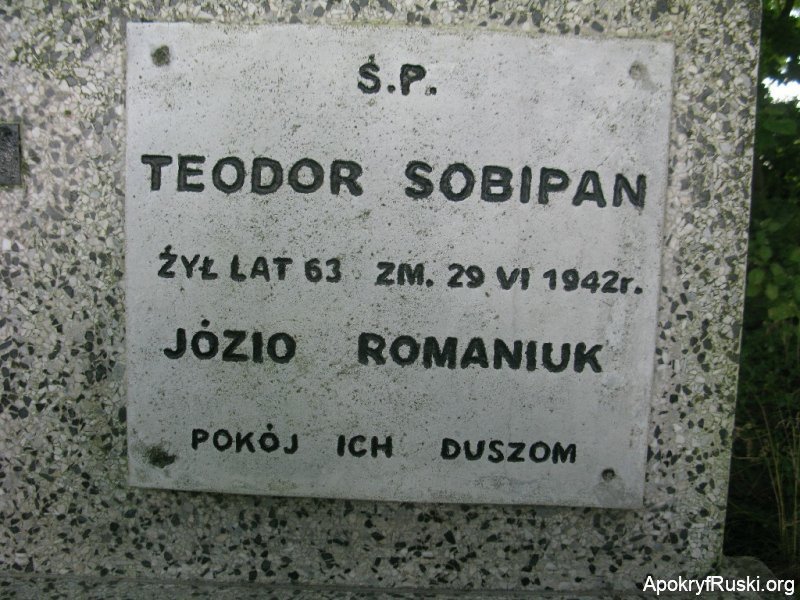 Ś.P.
TEODOR SOBIPAN
ŻYŁ LAT 63 ZM. 29 VI 1942r.
JÓZIO ROMANIUK
POKÓJ ICH DUSZOM
ApokryfRuski.org